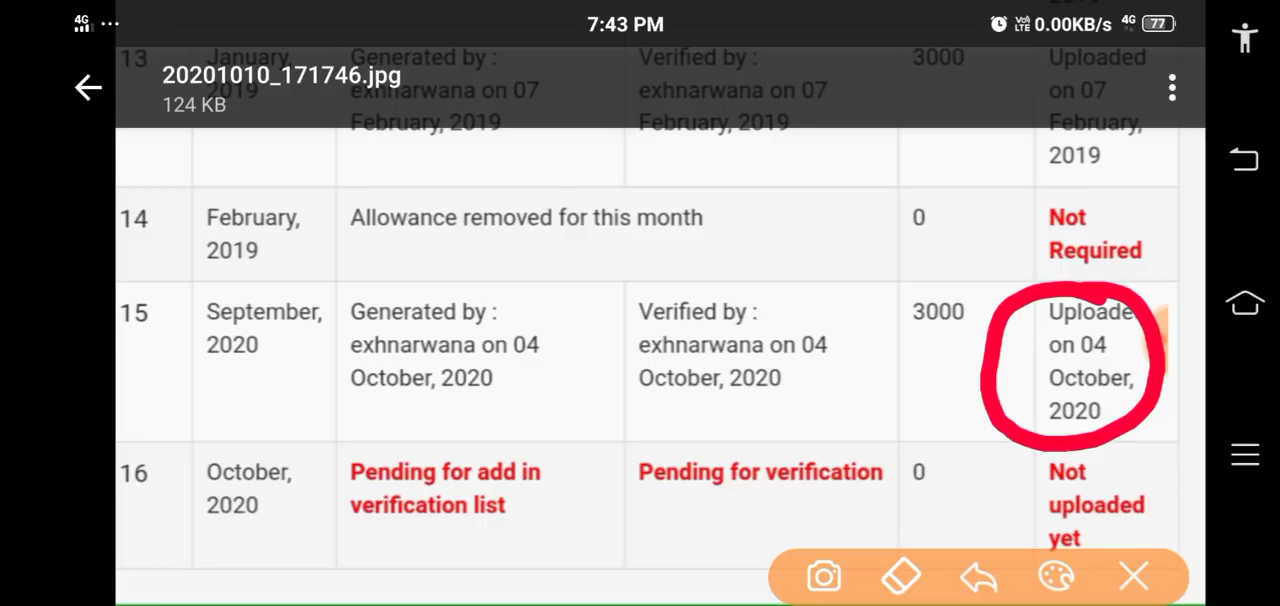 4G ... 7:43 PM Vo) LTE 0.00KB/s 4G 77
20201010_171746.jpg
124 KB
13 January, 2019 Generated by : exhnarwana on 07 February, 2019 Verified by : exhnarwana on 07 February, 2019 3000 Uploaded on 07 February, 2019
14 February, 2019 Allowance removed for this month 0 Not Required
15 September, 2020 Generated by : exhnarwana on 04 October, 2020 Verified by : exhnarwana on 04 October, 2020 3000 Uploade on 04 October, 2020
16 October, 2020 Pending for add in verification list Pending for verification 0 Not uploaded yet